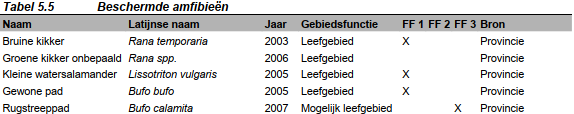 Tabel 5.5 Beschermde amfibieën
Naam Latijnse naam Jaar Gebiedsfunctie FF 1 FF 2 FF 3 Bron
Bruine kikker Rana temporaria 2003 Leefgebied X Provincie
Groene kikker onbepaald Rana spp. 2006 Leefgebied Provincie
Kleine watersalamander Lissotriton vulgaris 2005 Leefgebied X Provincie
Gewone pad Bufo bufo 2005 Leefgebied X Provincie
Rugstreeppad Bufo calamita 2007 Mogelijk leefgebied X Provincie